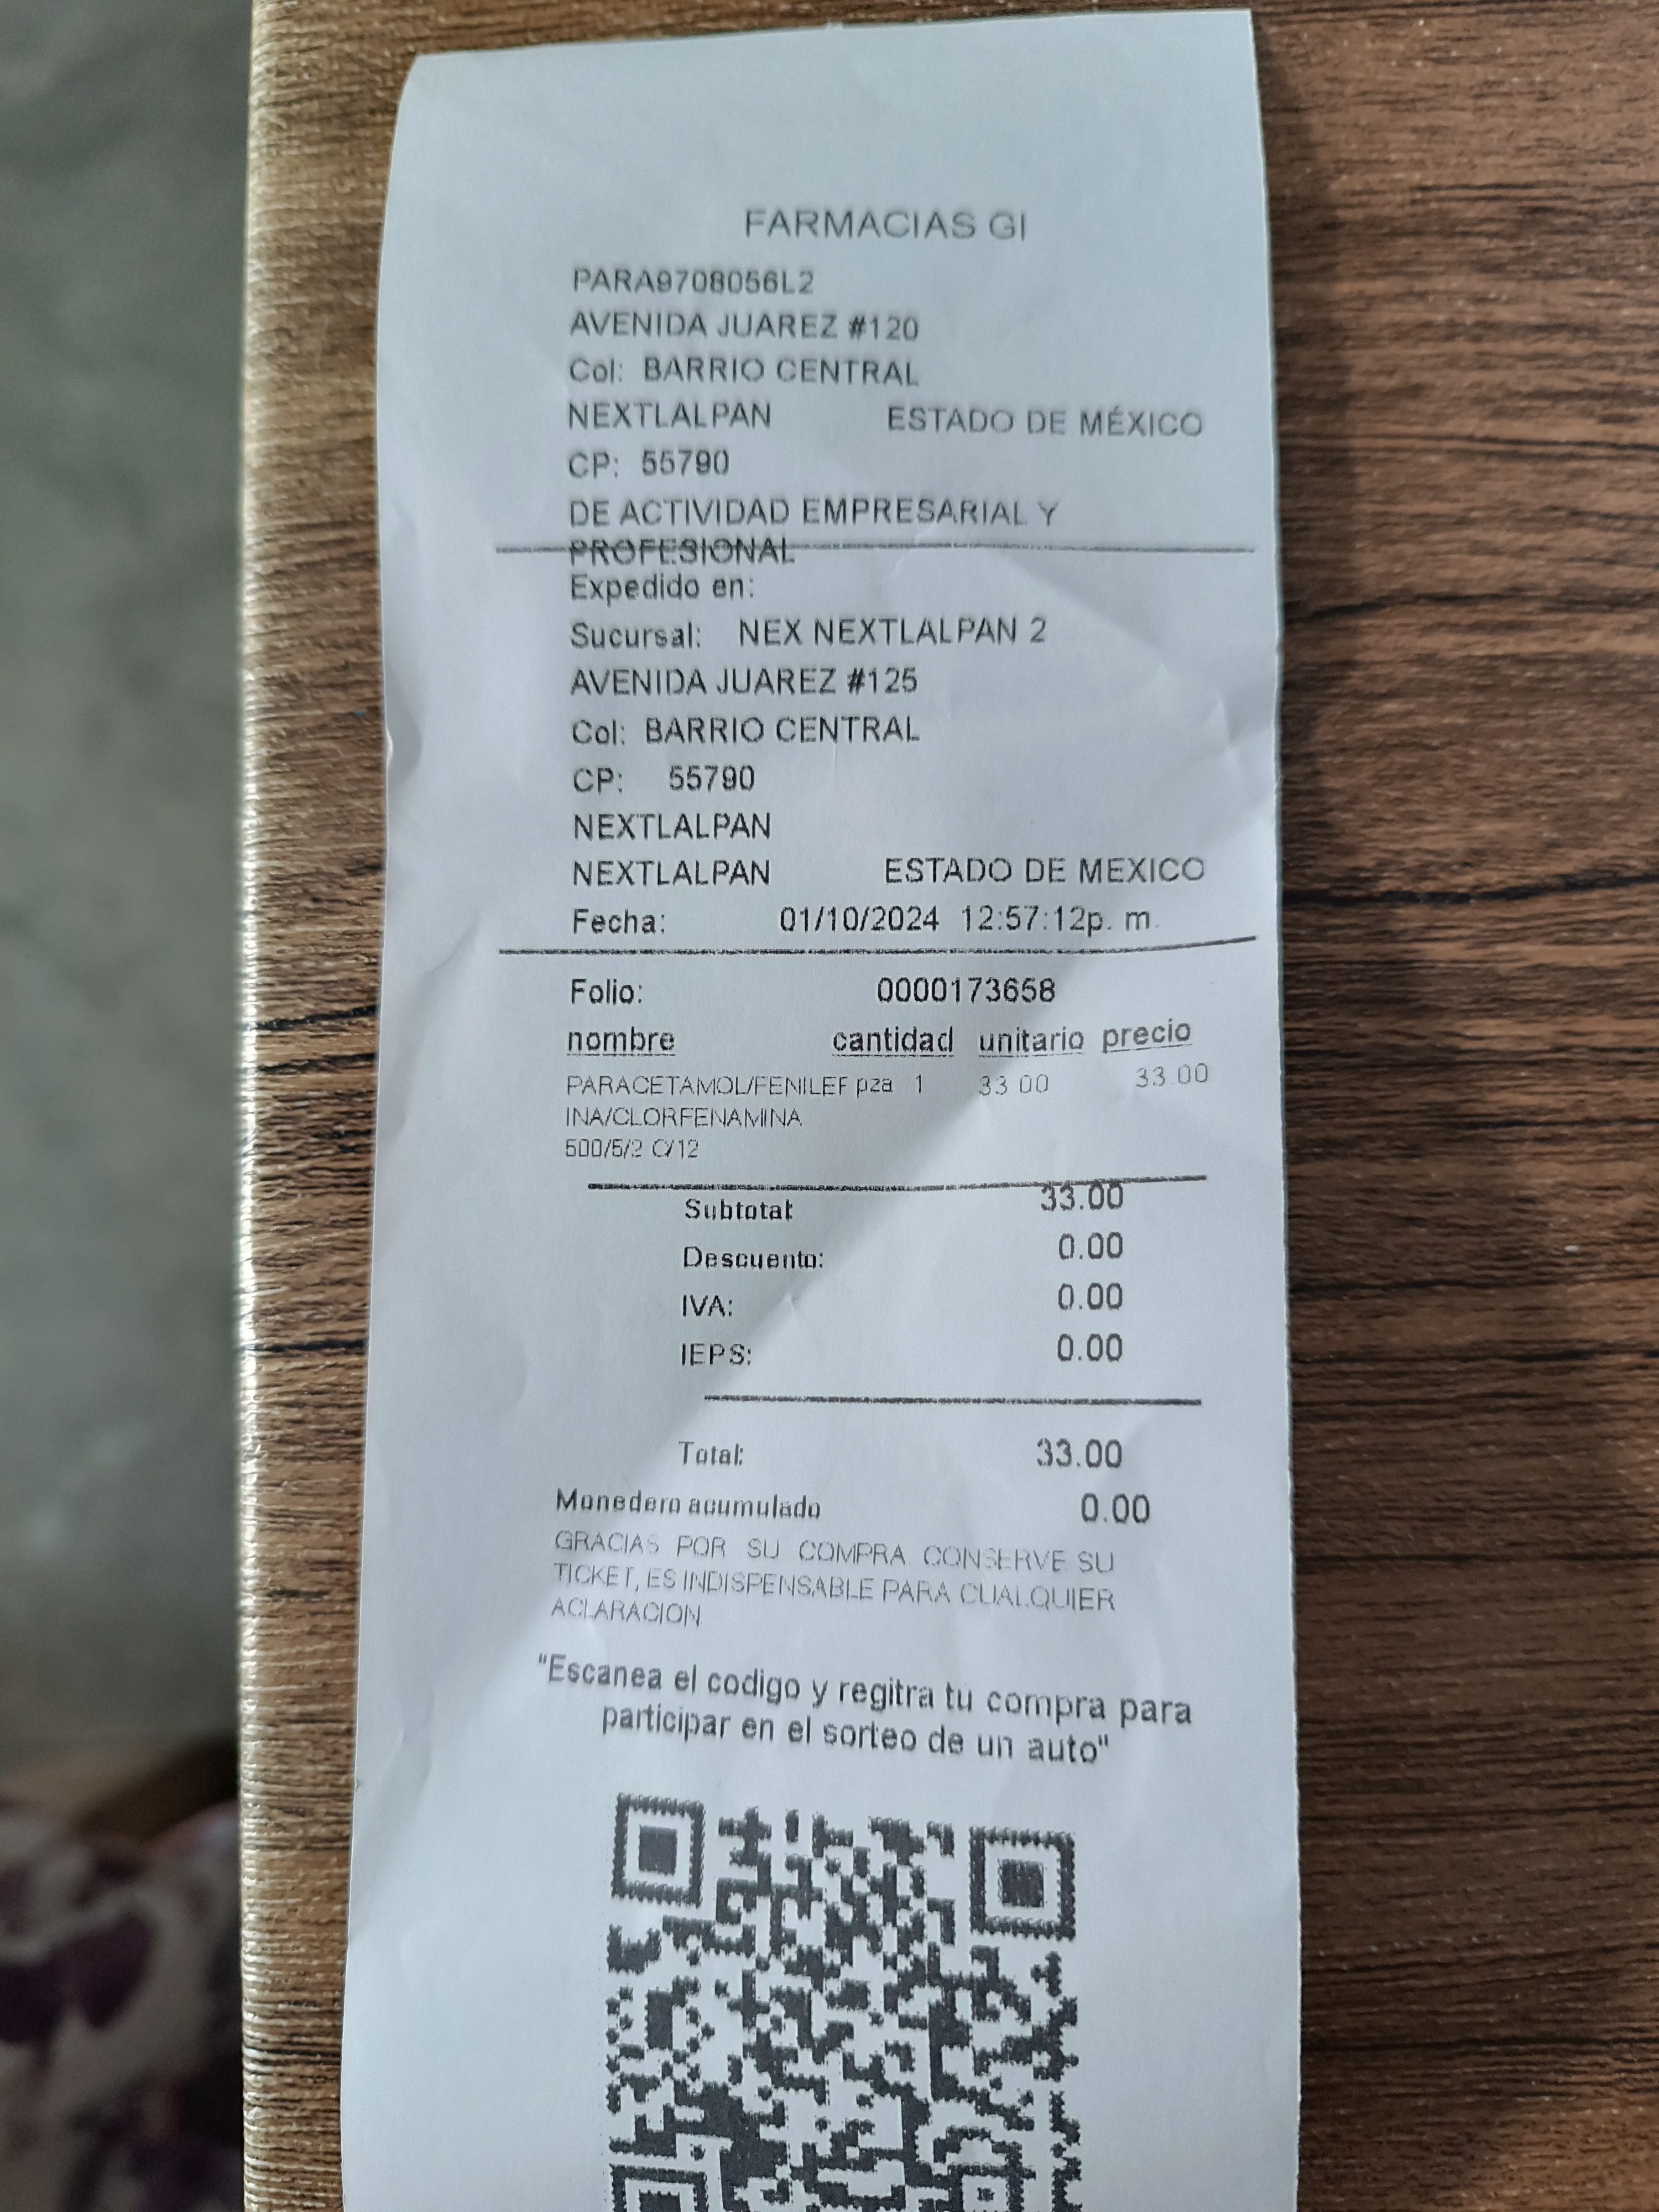 FARMACIAS GI
PARA9708056L2
AVENIDA JUAREZ #120
Col: BARRIO CENTRAL
NEXTLALPAN ESTADO DE MÉXICO
CP: 55790
DE ACTIVIDAD EMPRESARIAL Y
PROFESIONAL
Expedido en:
Sucursal: NEX NEXTLALPAN 2
AVENIDA JUAREZ #125
Col: BARRIO CENTRAL
CP: 55790
NEXTLALPAN
NEXTLALPAN ESTADO DE MEXICO
Fecha: 01/10/2024 12:57:12p. m.
Folio: 0000173658
nombre cantidad unitario precio
PARACETAMOL/FENILEF pza 1 33.00 33.00
INA/CLORFENAMINA
500/5/2 C/12
Subtotal: 33.00
Descuento: 0.00
IVA: 0.00
IEPS: 0.00
Total: 33.00
Monedero acumulado 0.00
GRACIAS POR SU COMPRA. CONSERVE SU
TICKET, ES INDISPENSABLE PARA CUALQUIER
ACLARACION.
"Escanea el codigo y regitra tu compra para
participar en el sorteo de un auto"